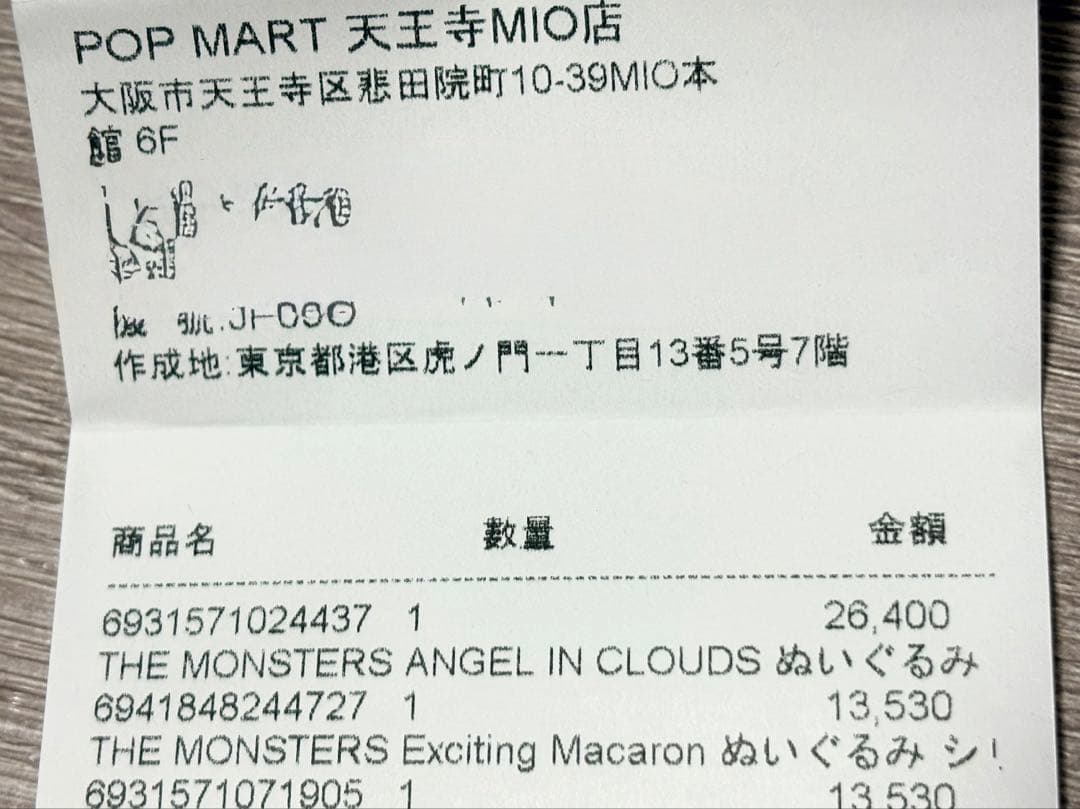 POP MART 天王寺MIO店
大阪市天王寺区悲田院町10-39MIO本
館 6F
作成地:東京都港区虎ノ門一丁目13番5号7階
商品名 数量 金額
6931571024437 1 26,400
THE MONSTERS ANGEL IN CLOUDS ぬいぐるみ
6941848244727 1 13,530
THE MONSTERS Exciting Macaron ぬいぐるみ シ
6931571071905 1 13,530